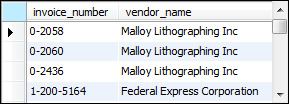 invoice_number vendor_name
0-2058 Malloy Lithographing Inc
0-2060 Malloy Lithographing Inc
0-2436 Malloy Lithographing Inc
1-200-5164 Federal Express Corporation